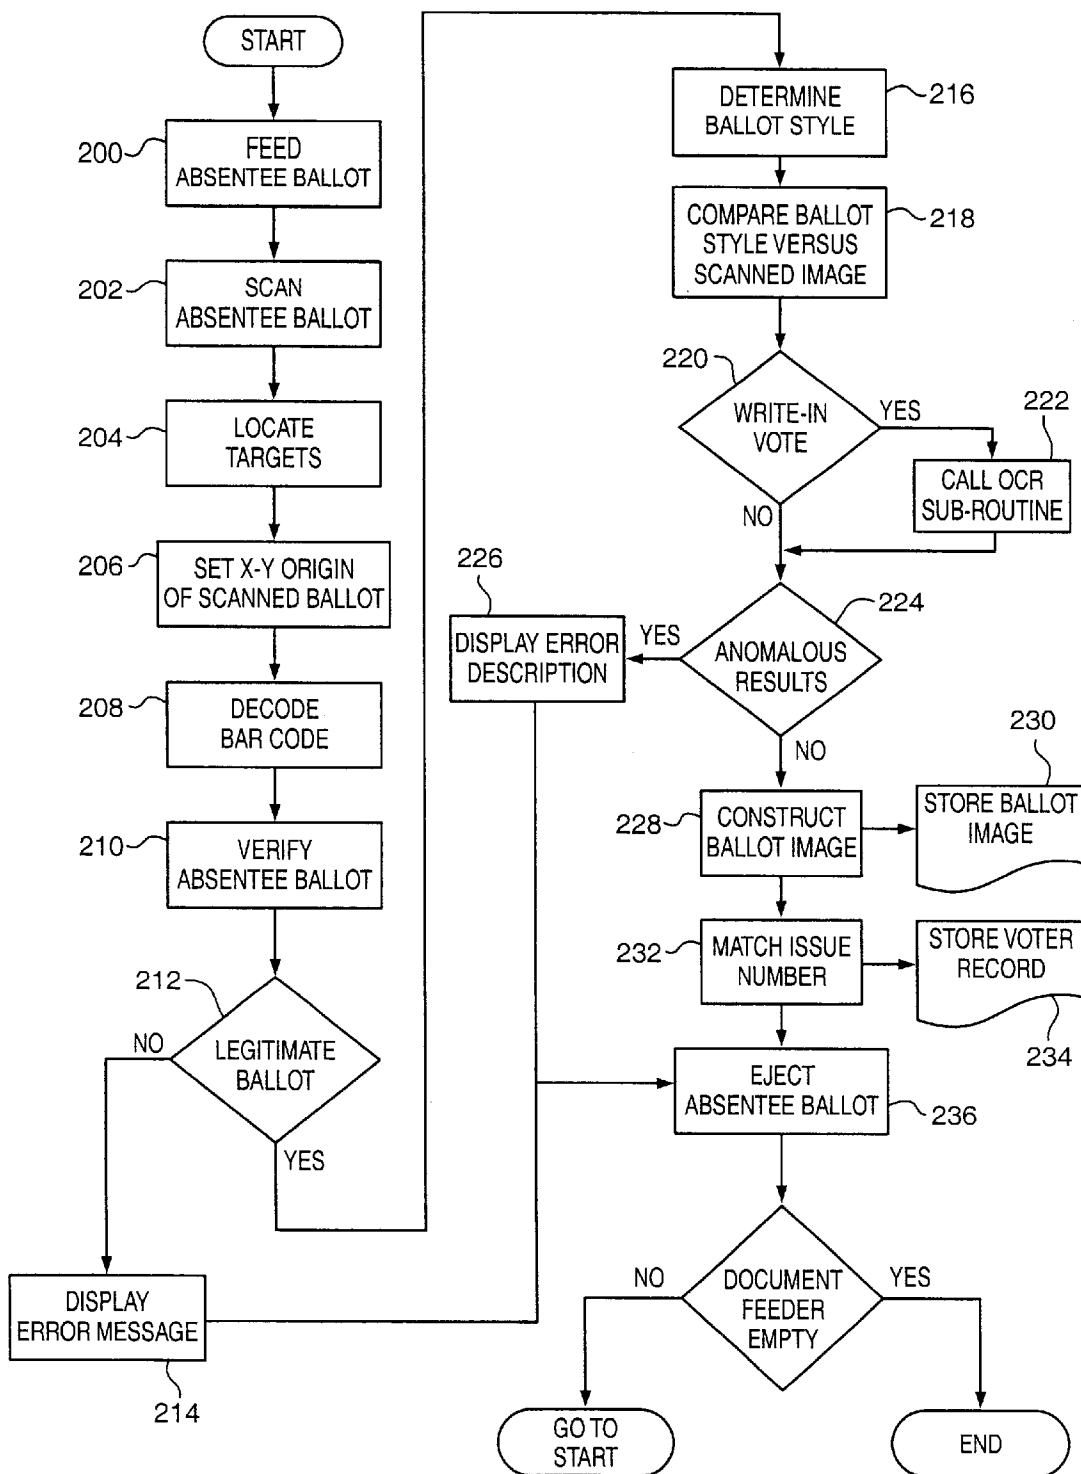 START
200
FEED
ABSENTEE BALLOT
202
SCAN
ABSENTEE BALLOT
204
LOCATE
TARGETS
206
SET X-Y ORIGIN
OF SCANNED BALLOT
208
DECODE
BAR CODE
210
VERIFY
ABSENTEE BALLOT
212
LEGITIMATE
BALLOT
NO
YES
DISPLAY
ERROR MESSAGE
214
DETERMINE
BALLOT STYLE
216
COMPARE BALLOT
STYLE VERSUS
SCANNED IMAGE
218
220
WRITE-IN
VOTE
YES
NO
222
CALL OCR
SUB-ROUTINE
224
ANOMALOUS
RESULTS
YES
NO
226
DISPLAY ERROR
DESCRIPTION
228
CONSTRUCT
BALLOT IMAGE
230
STORE BALLOT
IMAGE
232
MATCH ISSUE
NUMBER
STORE VOTER
RECORD
234
EJECT
ABSENTEE BALLOT
236
DOCUMENT
FEEDER
EMPTY
NO
YES
GO TO
START
END